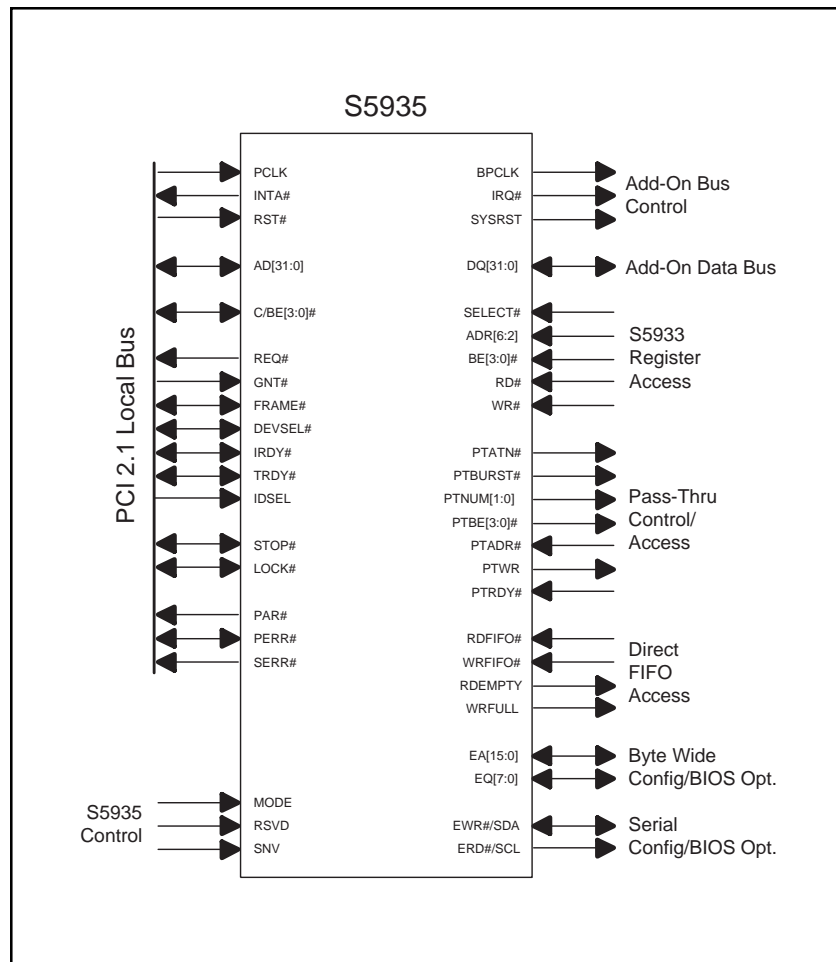 S5935
PCI 2.1 Local Bus
PCLK
INTA#
RST#
AD[31:0]
C/BE[3:0]#
REQ#
GNT#
FRAME#
DEVSEL#
IRDY#
TRDY#
IDSEL
STOP#
LOCK#
PAR#
PERR#
SERR#
S5935
Control
MODE
RSVD
SNV
BPCLK
IRQ#
SYSRST
Add-On Bus
Control
DQ[31:0]
Add-On Data Bus
SELECT#
ADR[6:2]
BE[3:0]#
RD#
WR#
S5933
Register
Access
PTATN#
PTBURST#
PTNUM[1:0]
PTBE[3:0]#
PTADR#
PTWR
PTRDY#
Pass-Thru
Control/
Access
RDFIFO#
WRFIFO#
RDEMPTY
WRFULL
Direct
FIFO
Access
EA[15:0]
EQ[7:0]
Byte Wide
Config/BIOS Opt.
EWR#/SDA
ERD#/SCL
Serial
Config/BIOS Opt.